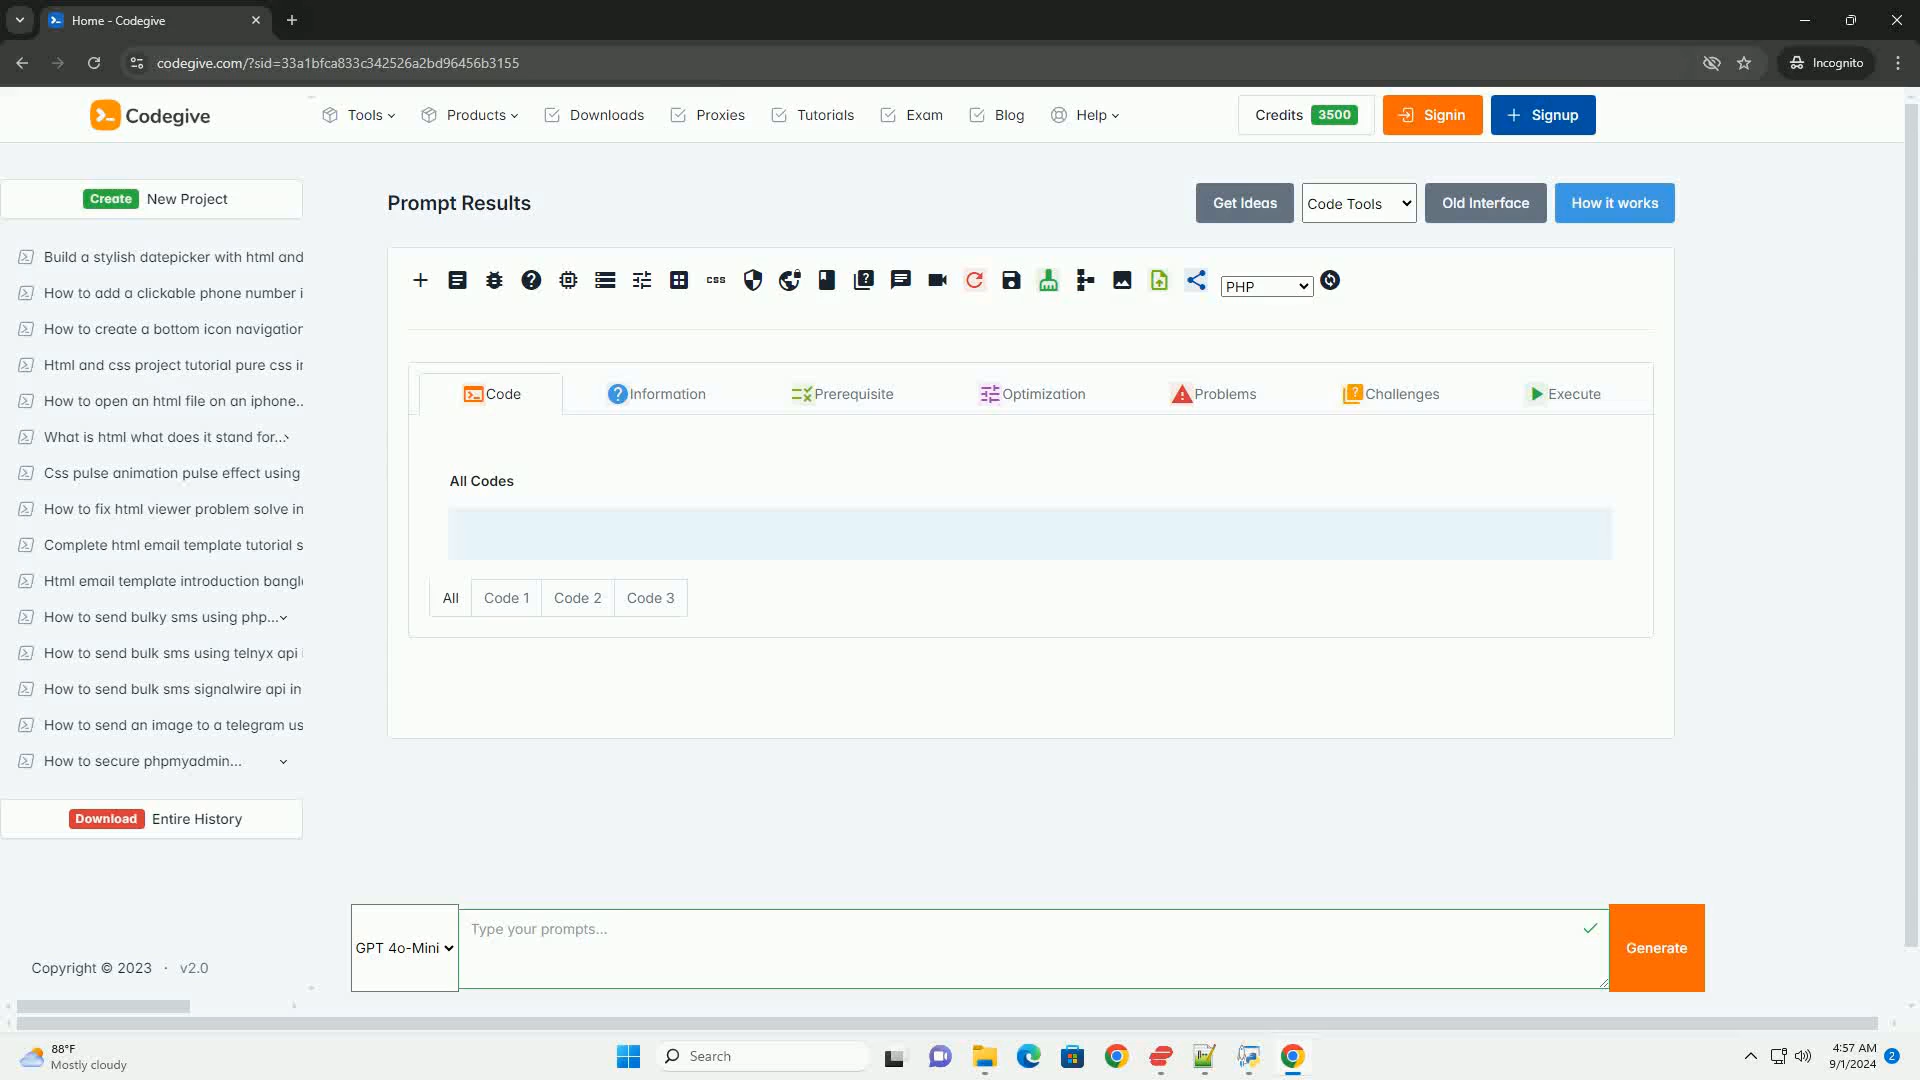 Home - Codegive
codegive.com/?sid=33a1bfca833c342526a2bd96456b3155
Incognito
Codegive
Tools
Products
Downloads
Proxies
Tutorials
Exam
Blog
Help
Credits 3500
Signin
Signup
Create New Project
Build a stylish datepicker with html and
How to add a clickable phone number i
How to create a bottom icon navigation
Html and css project tutorial pure css in
How to open an html file on an iphone...
What is html what does it stand for...
Css pulse animation pulse effect using
How to fix html viewer problem solve in
Complete html email template tutorial s
Html email template introduction bangl
How to send bulky sms using php...
How to send bulk sms using telnyx api
How to send bulk sms signalwire api in
How to send an image to a telegram us
How to secure phpmyadmin...
Download Entire History
Copyright © 2023 · v2.0
Prompt Results
Get Ideas
Code Tools
Old Interface
How it works
css
PHP
Code
Information
Prerequisite
Optimization
Problems
Challenges
Execute
All Codes
All
Code 1
Code 2
Code 3
GPT 4o-Mini
Type your prompts...
Generate
88°F
Mostly cloudy
Search
4:57 AM
9/1/2024
2